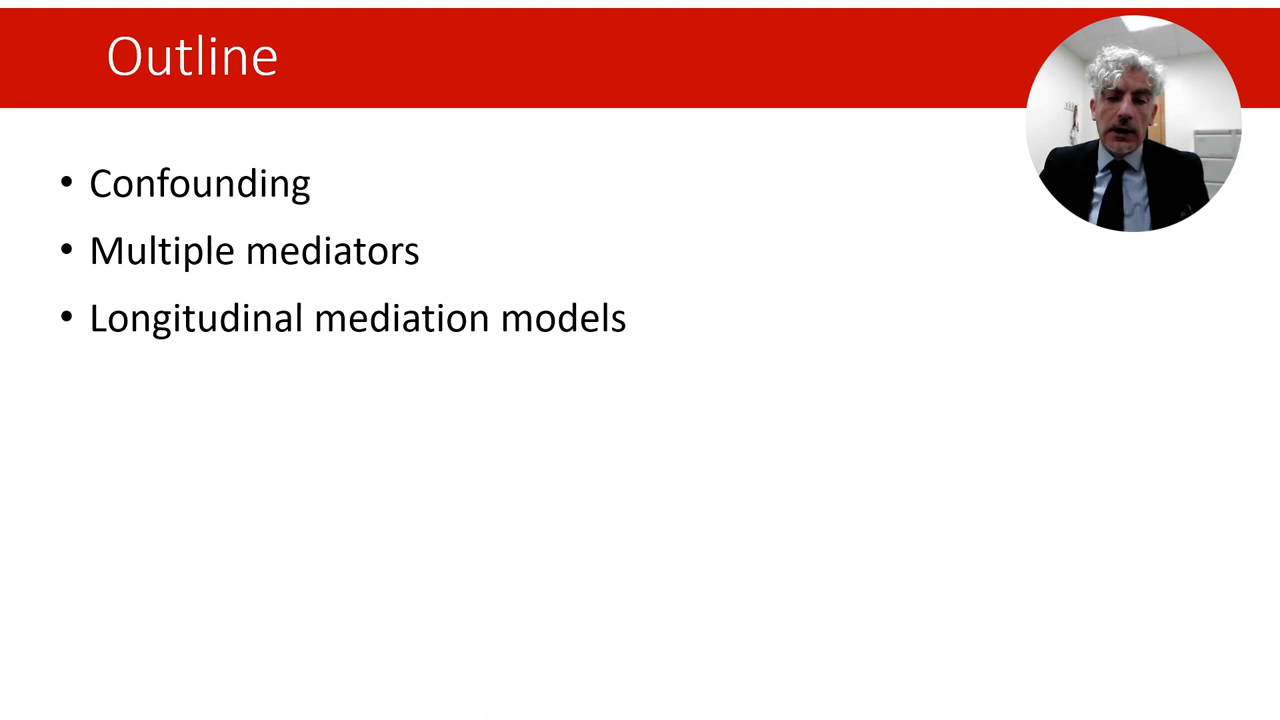 Outline
• Confounding
• Multiple mediators
• Longitudinal mediation models